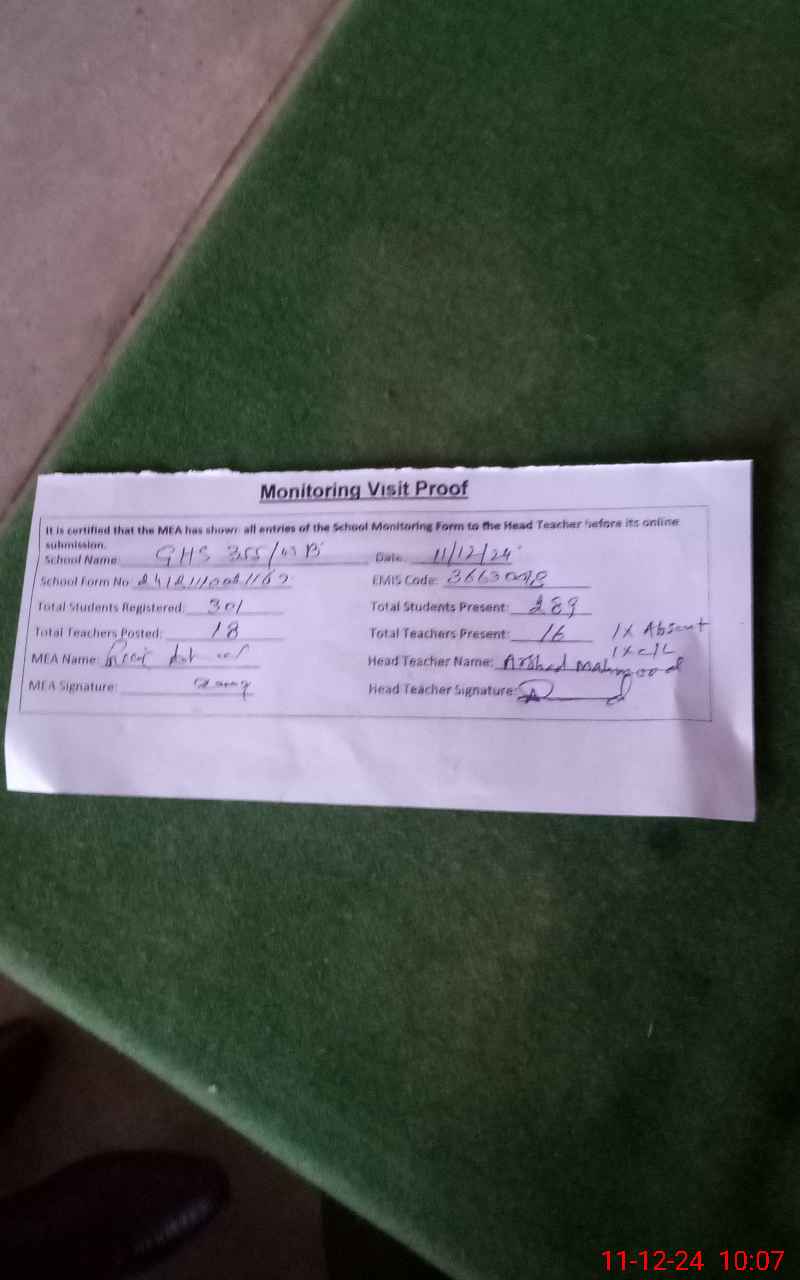 Monitoring Visit Proof
It is certified that the MEA has shown all entries of the School Monitoring Form to the Head Teacher before its online
submission.
School Name: GHS 355/WB Date 11/12/24
School Form No EMIS Code:
Total Students Registered: 301 Total Students Present: 289
Total Teachers Posted: 18 Total Teachers Present: 16 1x Absent
1x c/L
MEA Name: Head Teacher Name: Arshad Mahmood
MEA Signature: Head Teacher Signature:
11-12-24 10:07